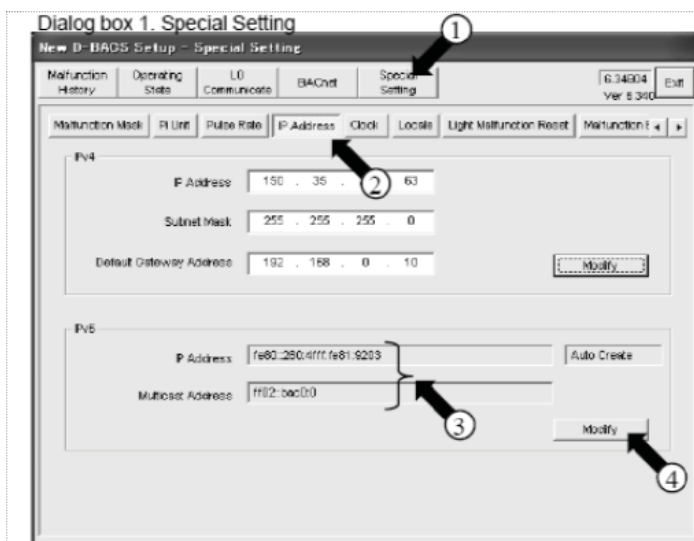 Dialog box 1. Special Setting
1
New D-BACS Setup - Special Setting
Malfunction History
Operating State
LO Communicate
BACnet
Special Setting
6.34804
Ver 6.340
Exit
Malfunction Mask
Pi Unit
Pulse Rate
IP Address
Clock
Locale
Light Malfunction Reset
Malfunction
2
IPv4
IP Address
150 . 35 . 63
Subnet Mask
255 . 255 . 255 . 0
Default Gateway Address
192 . 168 . 0 . 10
Modify
IPv6
IP Address
fe80::280:4fff:fe81:9203
Auto Create
Multicast Address
ff02::bac0:0
3
Modify
4